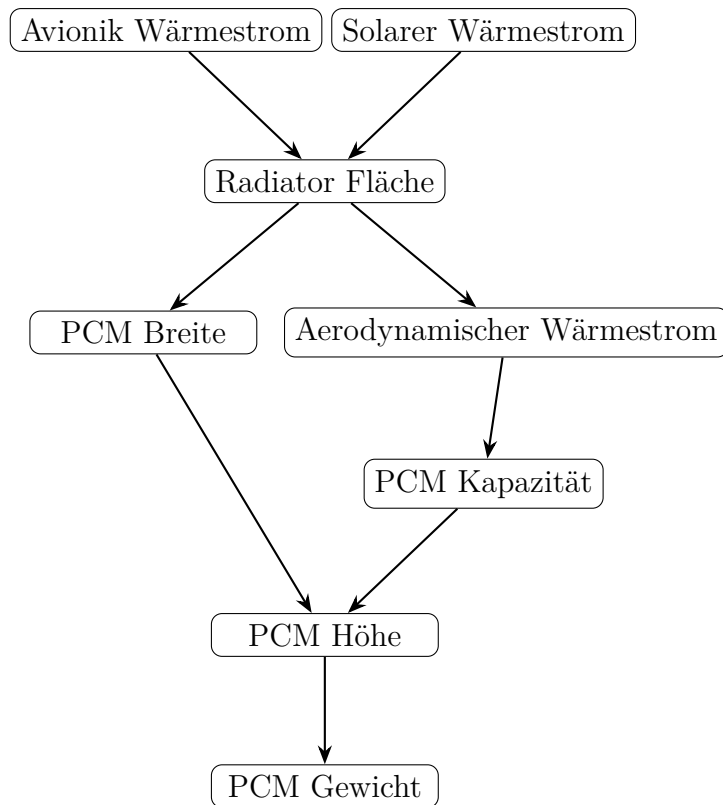 Avionik Wärmestrom
Solarer Wärmestrom
Radiator Fläche
PCM Breite
Aerodynamischer Wärmestrom
PCM Kapazität
PCM Höhe
PCM Gewicht